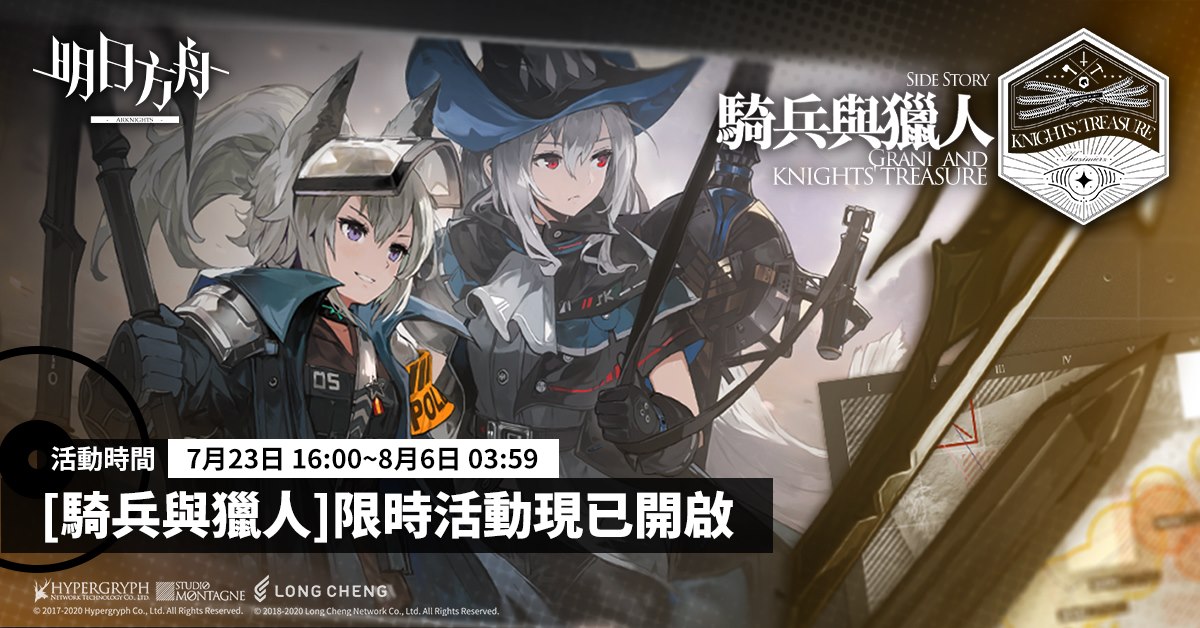 明日方舟
ARKNIGHTS
SIDE STORY
騎兵與獵人
GRANI AND
KNIGHTS' TREASURE
KNIGHTS' TREASURE
Kazimierz
05
POL
活動時間
7月23日 16:00~8月6日 03:59
[騎兵與獵人]限時活動現已開啟
HYPERGRYPH
NETWORK TECHNOLOGY CO., LTD.
STUDIO
MONTAGNE
LONG CHENG
© 2017-2020 Hypergryph Co., Ltd. All Rights Reserved.
© 2018-2020 Long Cheng Network Co., Ltd. All Rights Reserved.